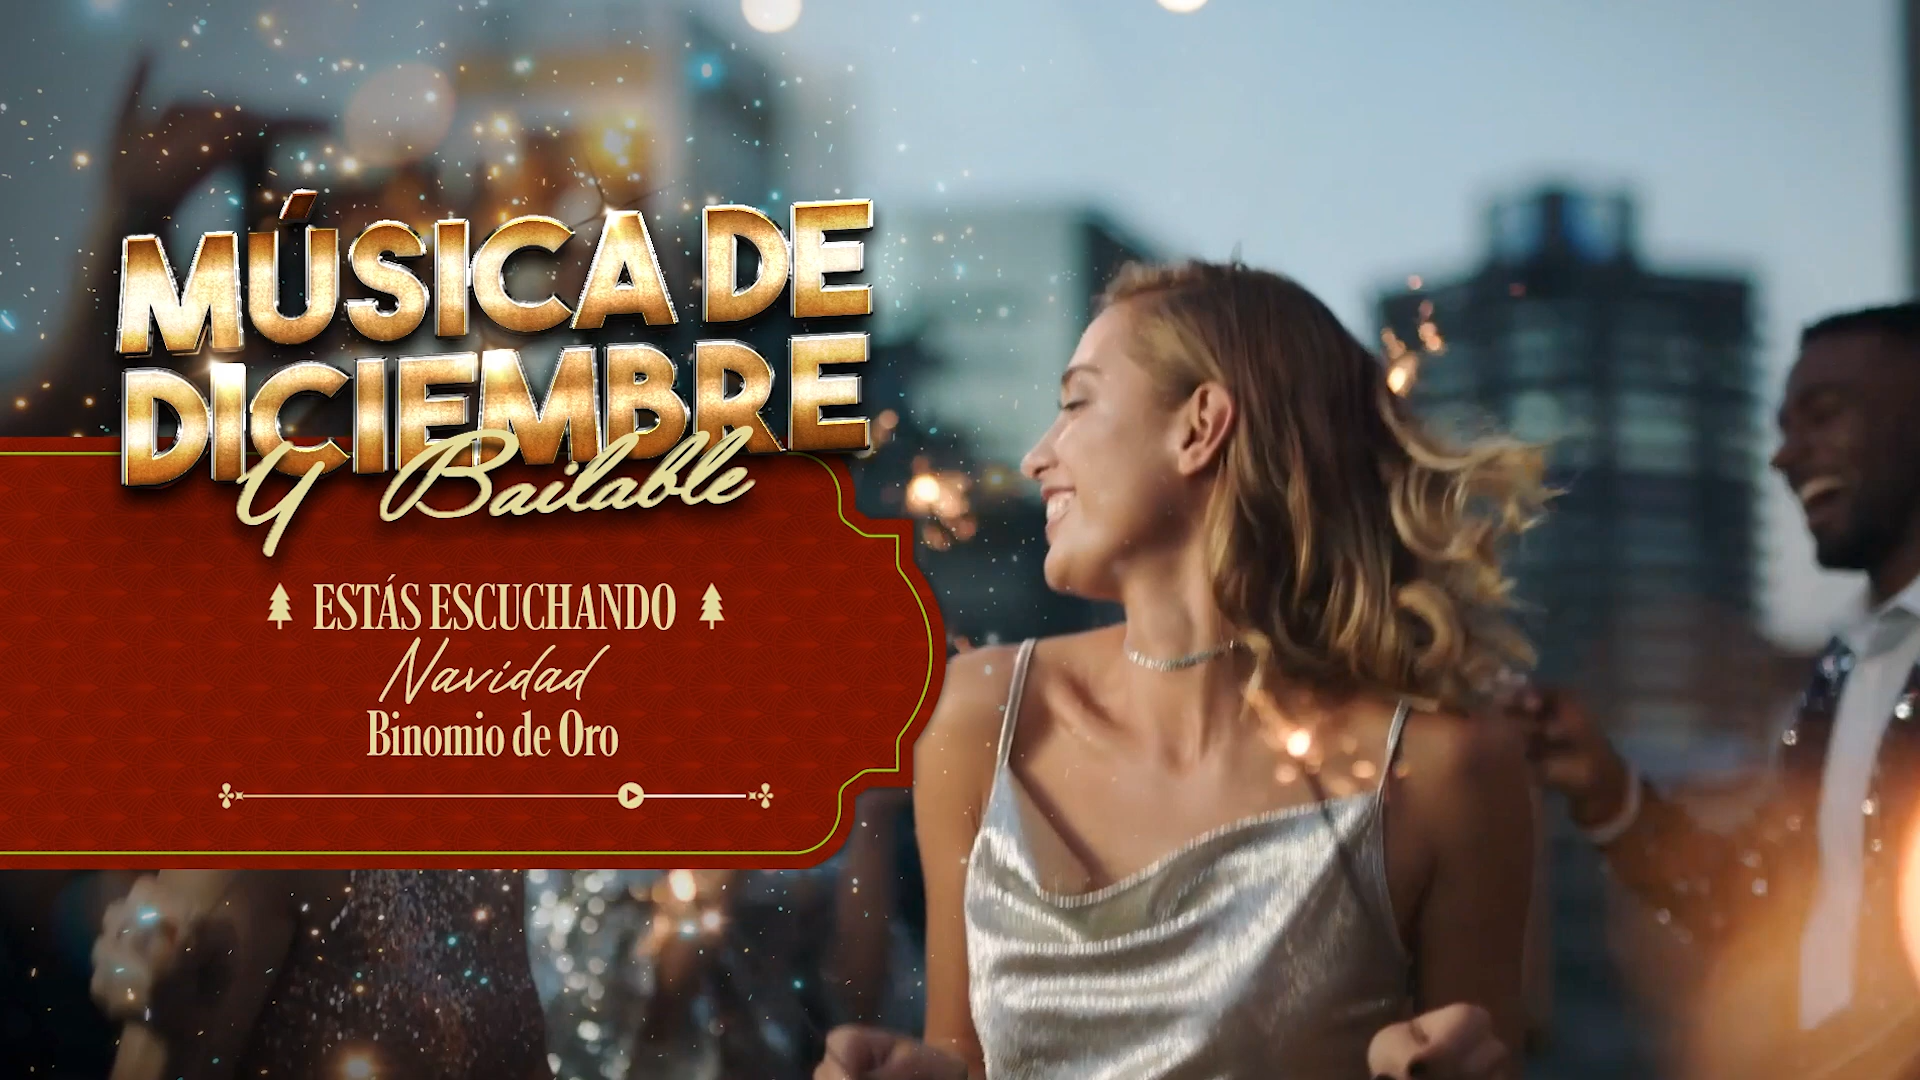 MÚSICA DE
DICIEMBRE
y Bailable
ESTÁS ESCUCHANDO
Navidad
Binomio de Oro